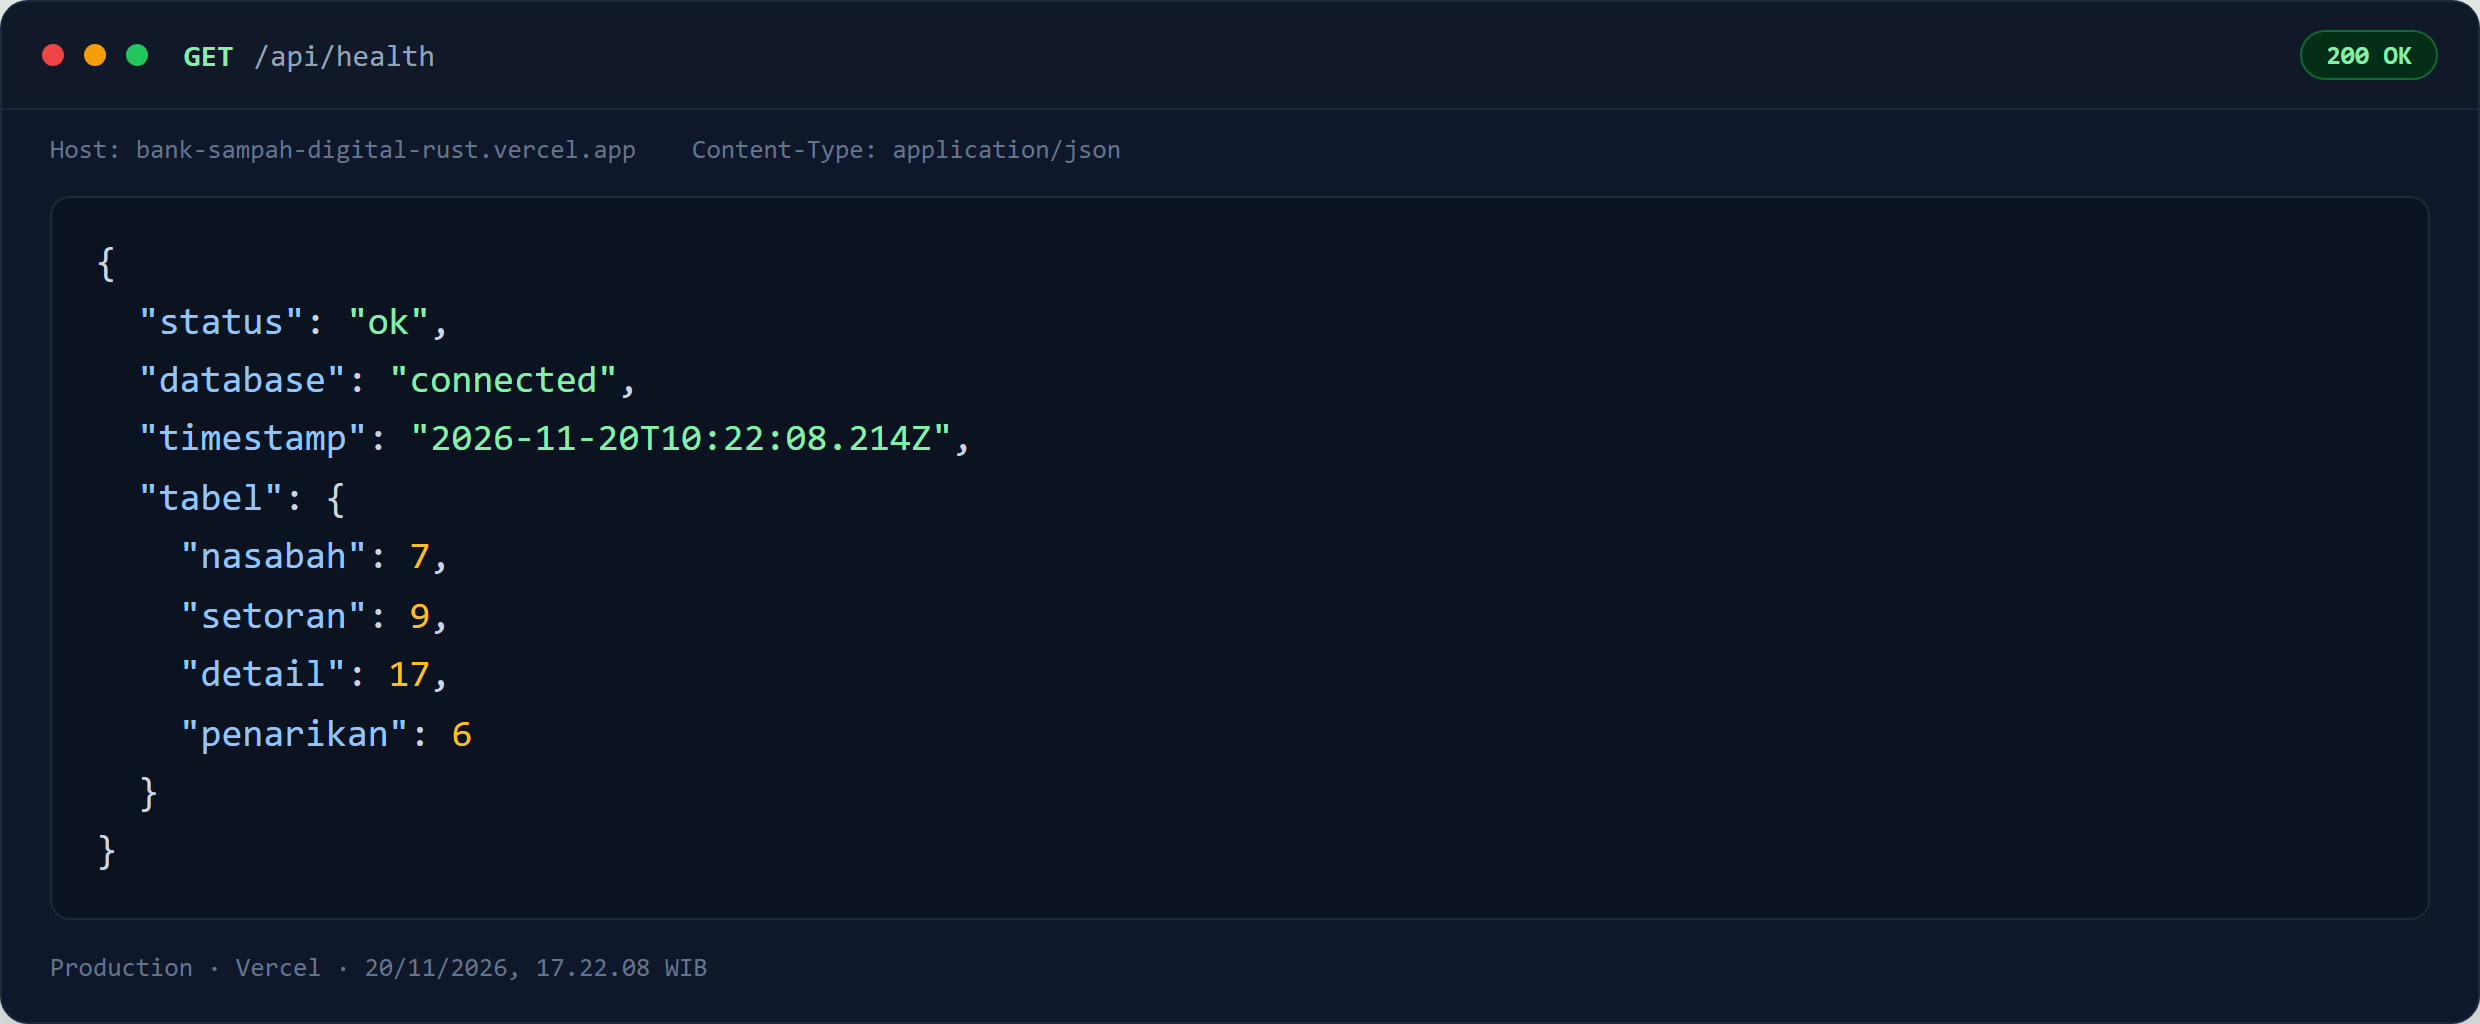 GET /api/health
200 OK
Host: bank-sampah-digital-rust.vercel.app    Content-Type: application/json
{
  "status": "ok",
  "database": "connected",
  "timestamp": "2026-11-20T10:22:08.214Z",
  "tabel": {
    "nasabah": 7,
    "setoran": 9,
    "detail": 17,
    "penarikan": 6
  }
}
Production · Vercel · 20/11/2026, 17.22.08 WIB